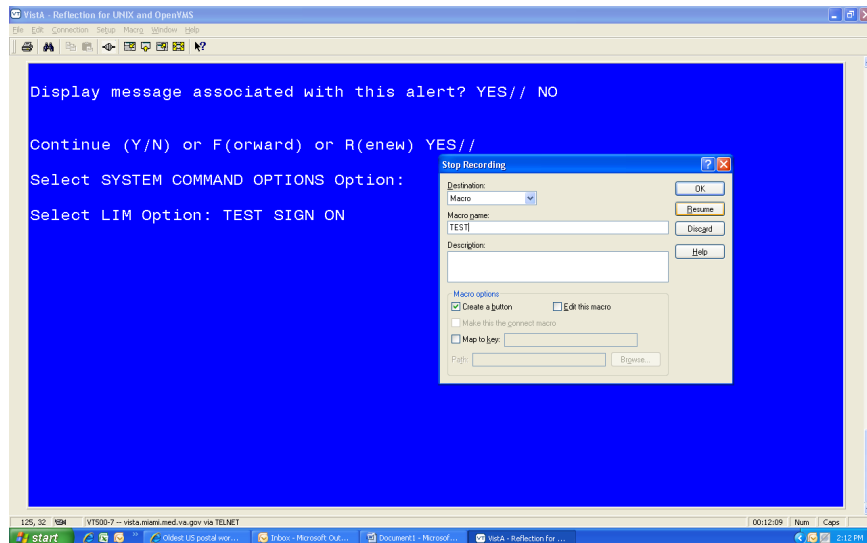 VistA - Reflection for UNIX and OpenVMS
File Edit Connection Setup Macro Window Help
Display message associated with this alert? YES// NO
Continue (Y/N) or F(orward) or R(enew) YES//
Select SYSTEM COMMAND OPTIONS Option:
Select LIM Option: TEST SIGN ON
Stop Recording
Destination:
Macro
Macro name:
TEST
Description:
OK
Resume
Discard
Help
Macro options
Create a button Edit this macro
Make this the connect macro
Map to key:
Path: Browse...
125, 32 VT500-7 -- vista.miami.med.va.gov via TELNET 00:12:09 Num Caps
start Oldest US postal wor... Inbox - Microsoft Out... Document1 - Microsof... VistA - Reflection for ... 2:12 PM